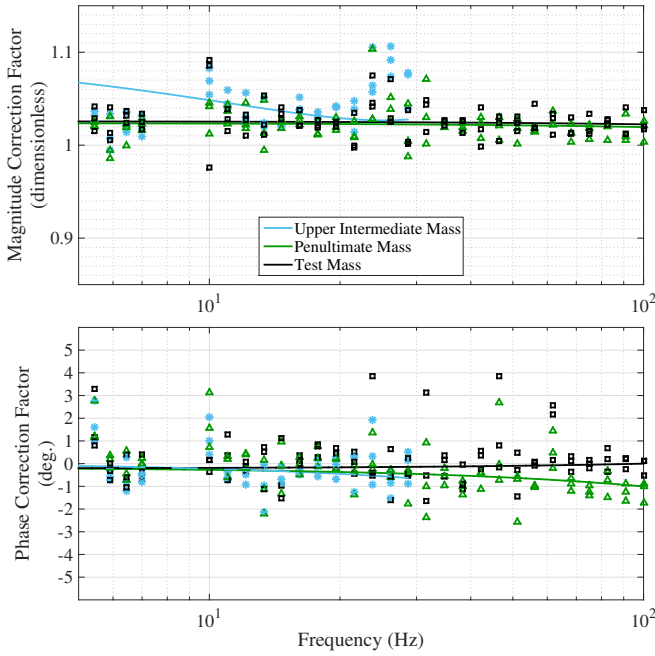 Magnitude Correction Factor
(dimensionless)
1.1
1
0.9
Upper Intermediate Mass
Penultimate Mass
Test Mass
10^1
10^2
Phase Correction Factor
(deg.)
5
4
3
2
1
0
-1
-2
-3
-4
-5
10^1
10^2
Frequency (Hz)